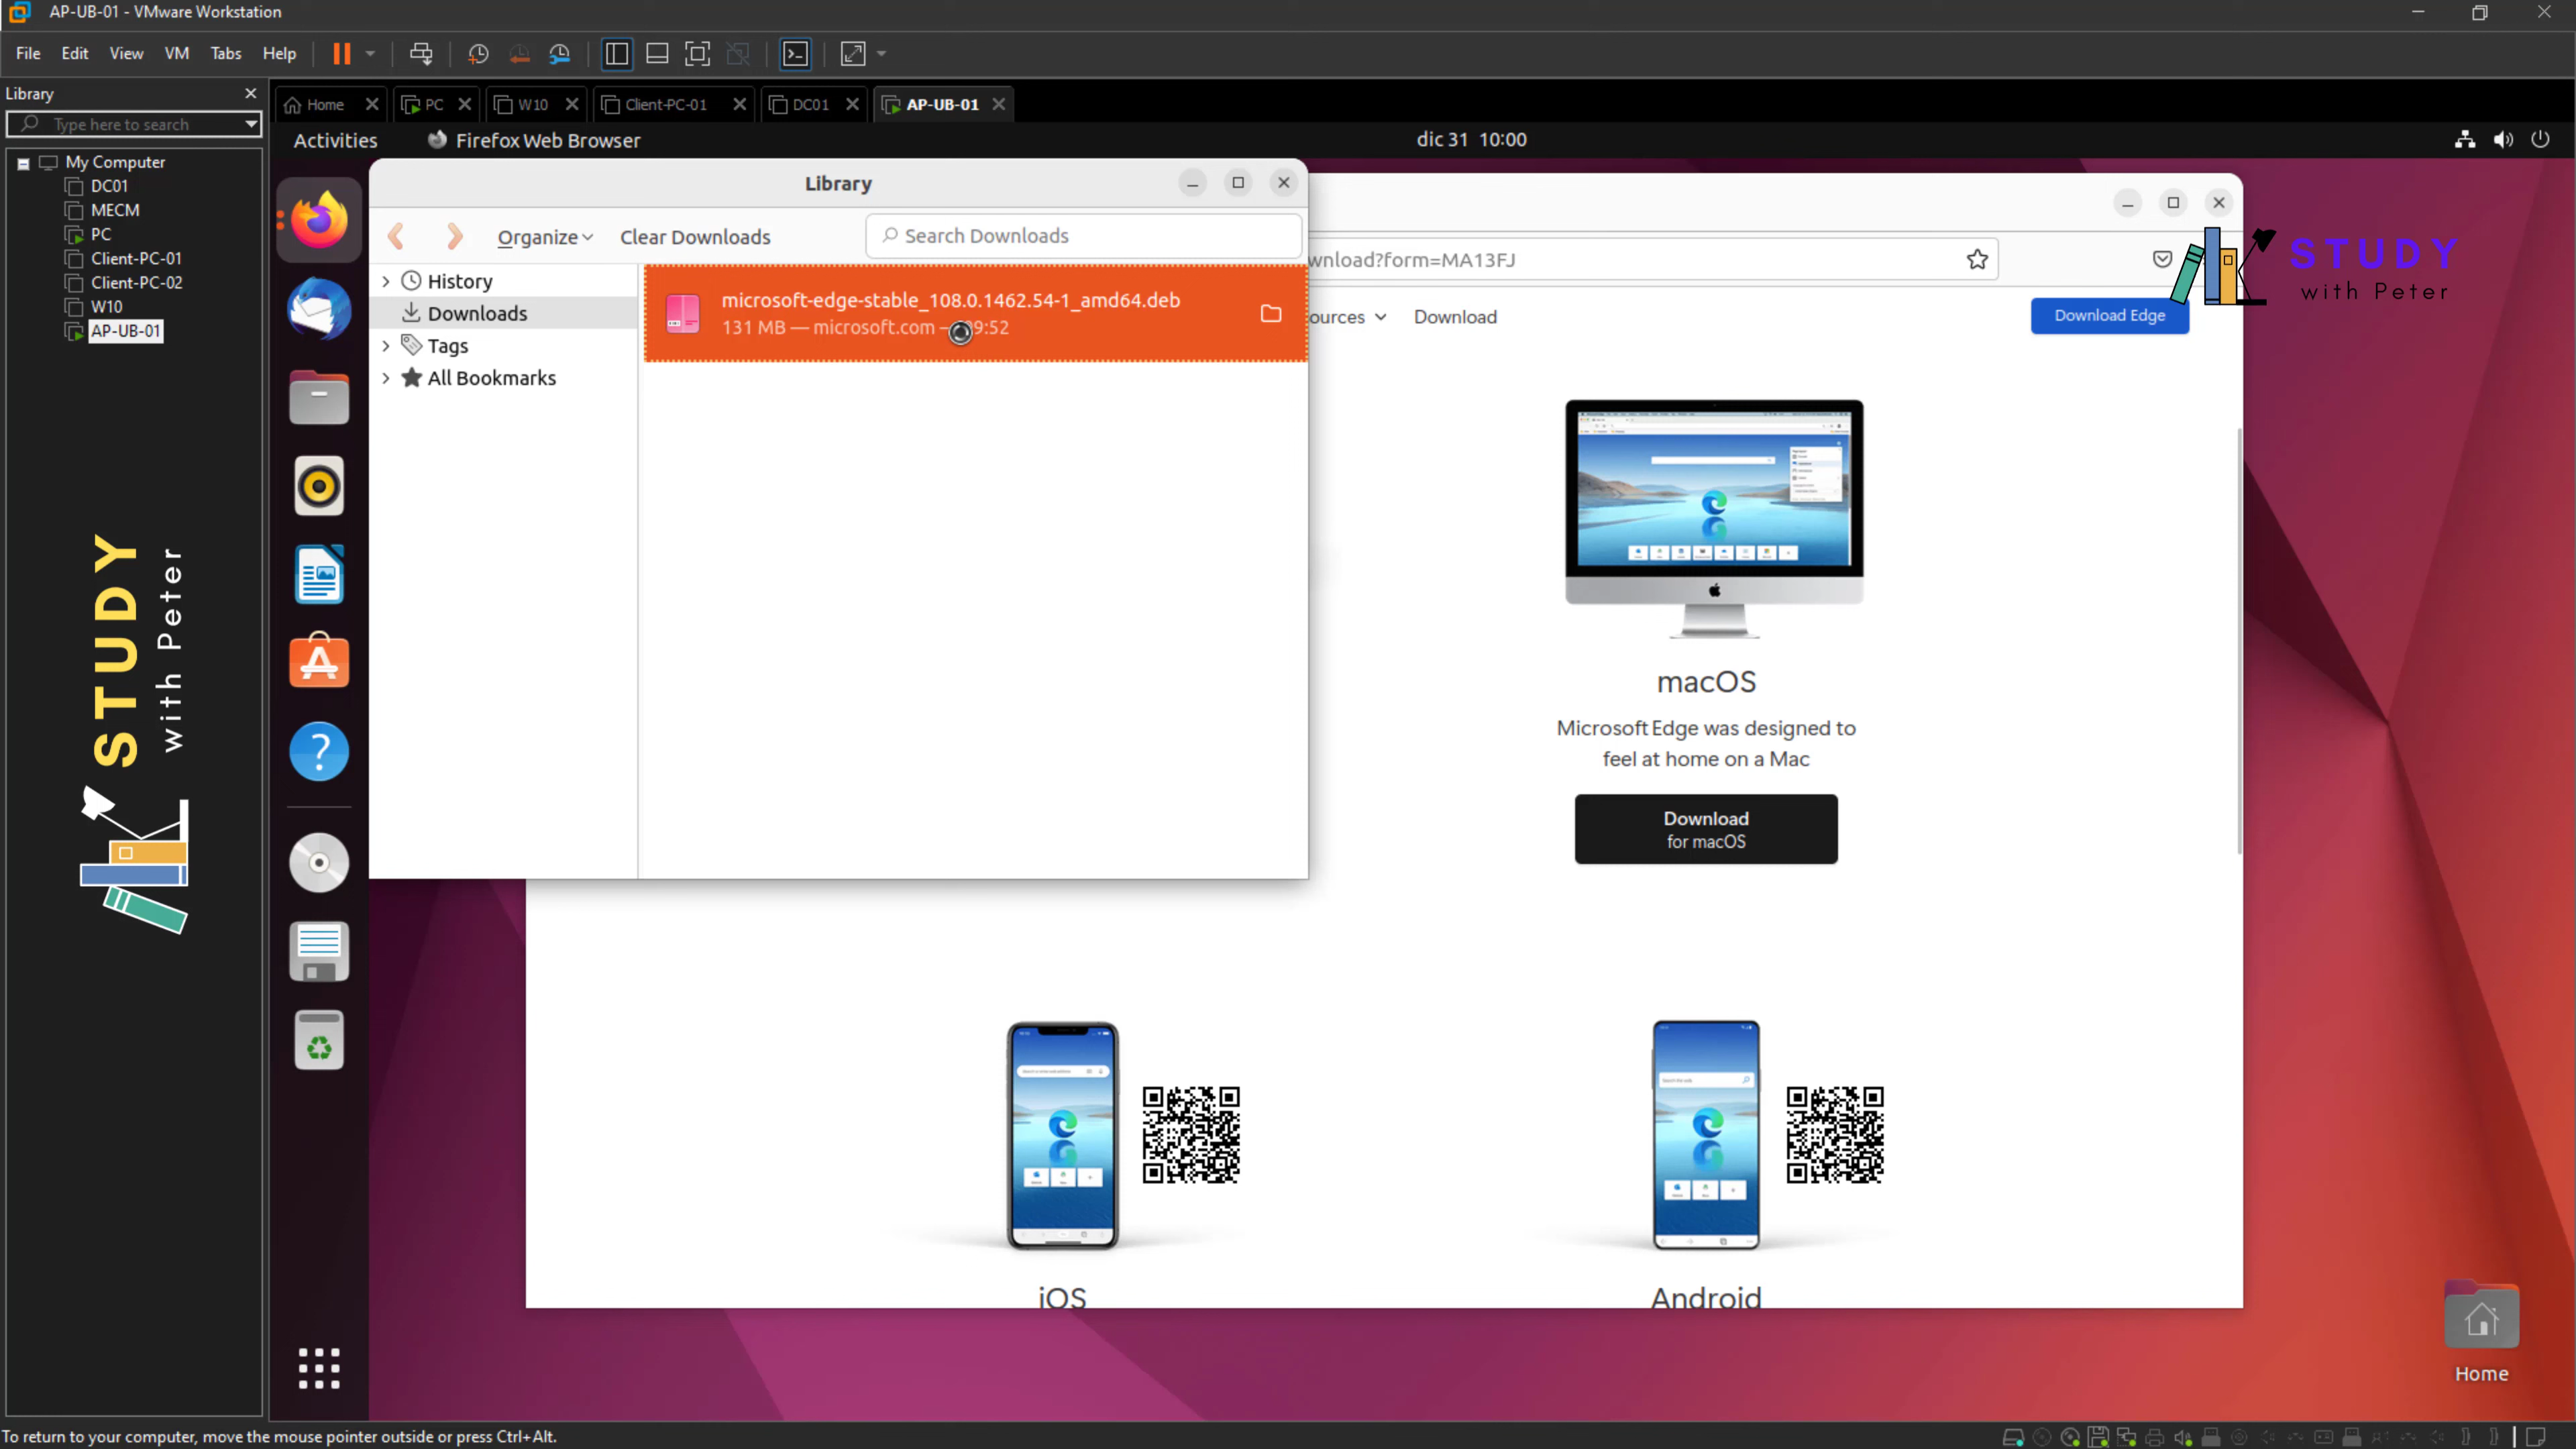 AP-UB-01 - VMware Workstation
File Edit View VM Tabs Help
Library
Type here to search
My Computer
DC01
MECM
PC
Client-PC-01
Client-PC-02
W10
AP-UB-01
STUDY
with Peter
Home PC W10 Client-PC-01 DC01 AP-UB-01
Activities Firefox Web Browser dic 31 10:00
Library
Organize Clear Downloads Search Downloads
History
Downloads
Tags
All Bookmarks
microsoft-edge-stable_108.0.1462.54-1_amd64.deb
131 MB — microsoft.com — 09:52
wnload?form=MA13FJ
STUDY
with Peter
ources Download Download Edge
macOS
Microsoft Edge was designed to
feel at home on a Mac
Download
for macOS
iOS
Android
Home
To return to your computer, move the mouse pointer outside or press Ctrl+Alt.